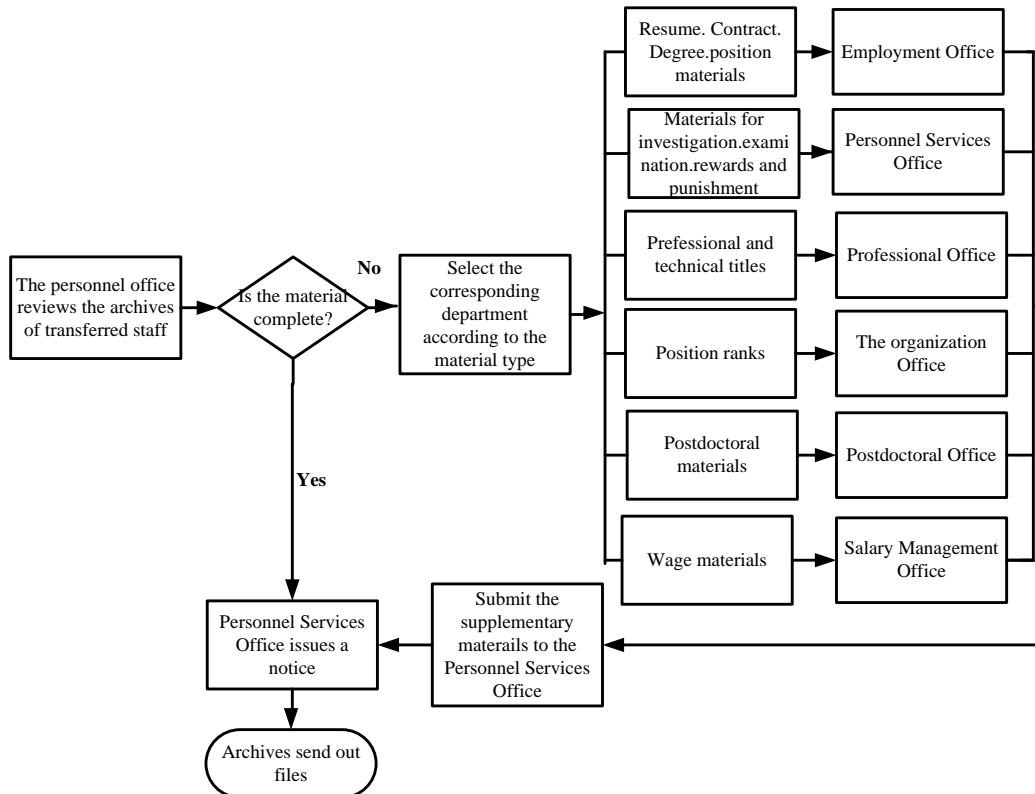 The personnel office
reviews the archives
of transferred staff
Is the material
complete?
No
Yes
Select the
corresponding
department
according to the
material type
Resume. Contract.
Degree.position
materials
Employment Office
Materials for
investigation.exami
nation.rewards and
punishment
Personnel Services
Office
Prefessional and
technical titles
Professional Office
Position ranks
The organization
Office
Postdoctoral
materials
Postdoctoral Office
Wage materials
Salary Management
Office
Submit the
supplementary
materails to the
Personnel Services
Office
Personnel Services
Office issues a
notice
Archives send out
files